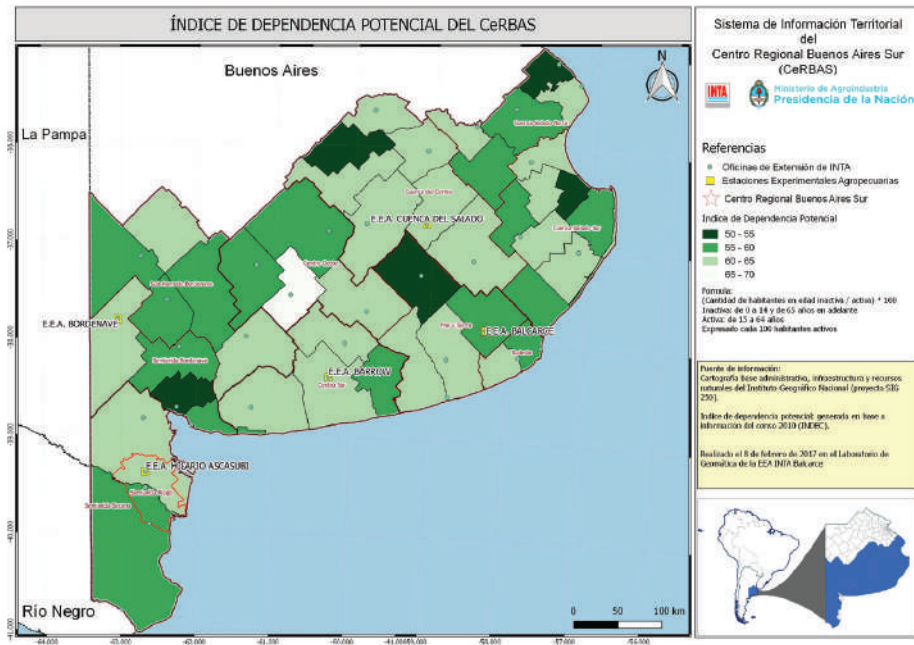 ÍNDICE DE DEPENDENCIA POTENCIAL DEL CeRBAS
Buenos Aires
N
La Pampa
E.E.A. CUENCA DEL SALADO
E.E.A. BORDENAVE
E.E.A. BALCARCE
E.E.A. BARROW
E.E.A. HILARIO ASCASUBI
Río Negro
0 50 100 km
Sistema de Información Territorial
del
Centro Regional Buenos Aires Sur
(CeRBAS)
INTA
Ministerio de Agroindustria
Presidencia de la Nación
Referencias
Oficinas de Extensión de INTA
Estaciones Experimentales Agropecuarias
Centro Regional Buenos Aires Sur
Indice de Dependencia Potencial
50 - 55
55 - 60
60 - 65
65 - 70
Formula:
(Cantidad de habitantes en edad inactiva / activa) * 100
Inactiva: de 0 a 14 y de 65 años en adelante
Activa: de 15 a 64 años
Expresado cada 100 habitantes activos
Fuente de información:
Cartografía base administrativa, infraestructura y recursos
naturales del Instituto Geográfico Nacional (proyecto SIG
250).
Indice de dependencia potencial: generada en base a
información del censo 2010 (INDEC).
Realizado el 8 de febrero de 2017 en el Laboratorio de
Geomática de la EEA INTA Balcarce